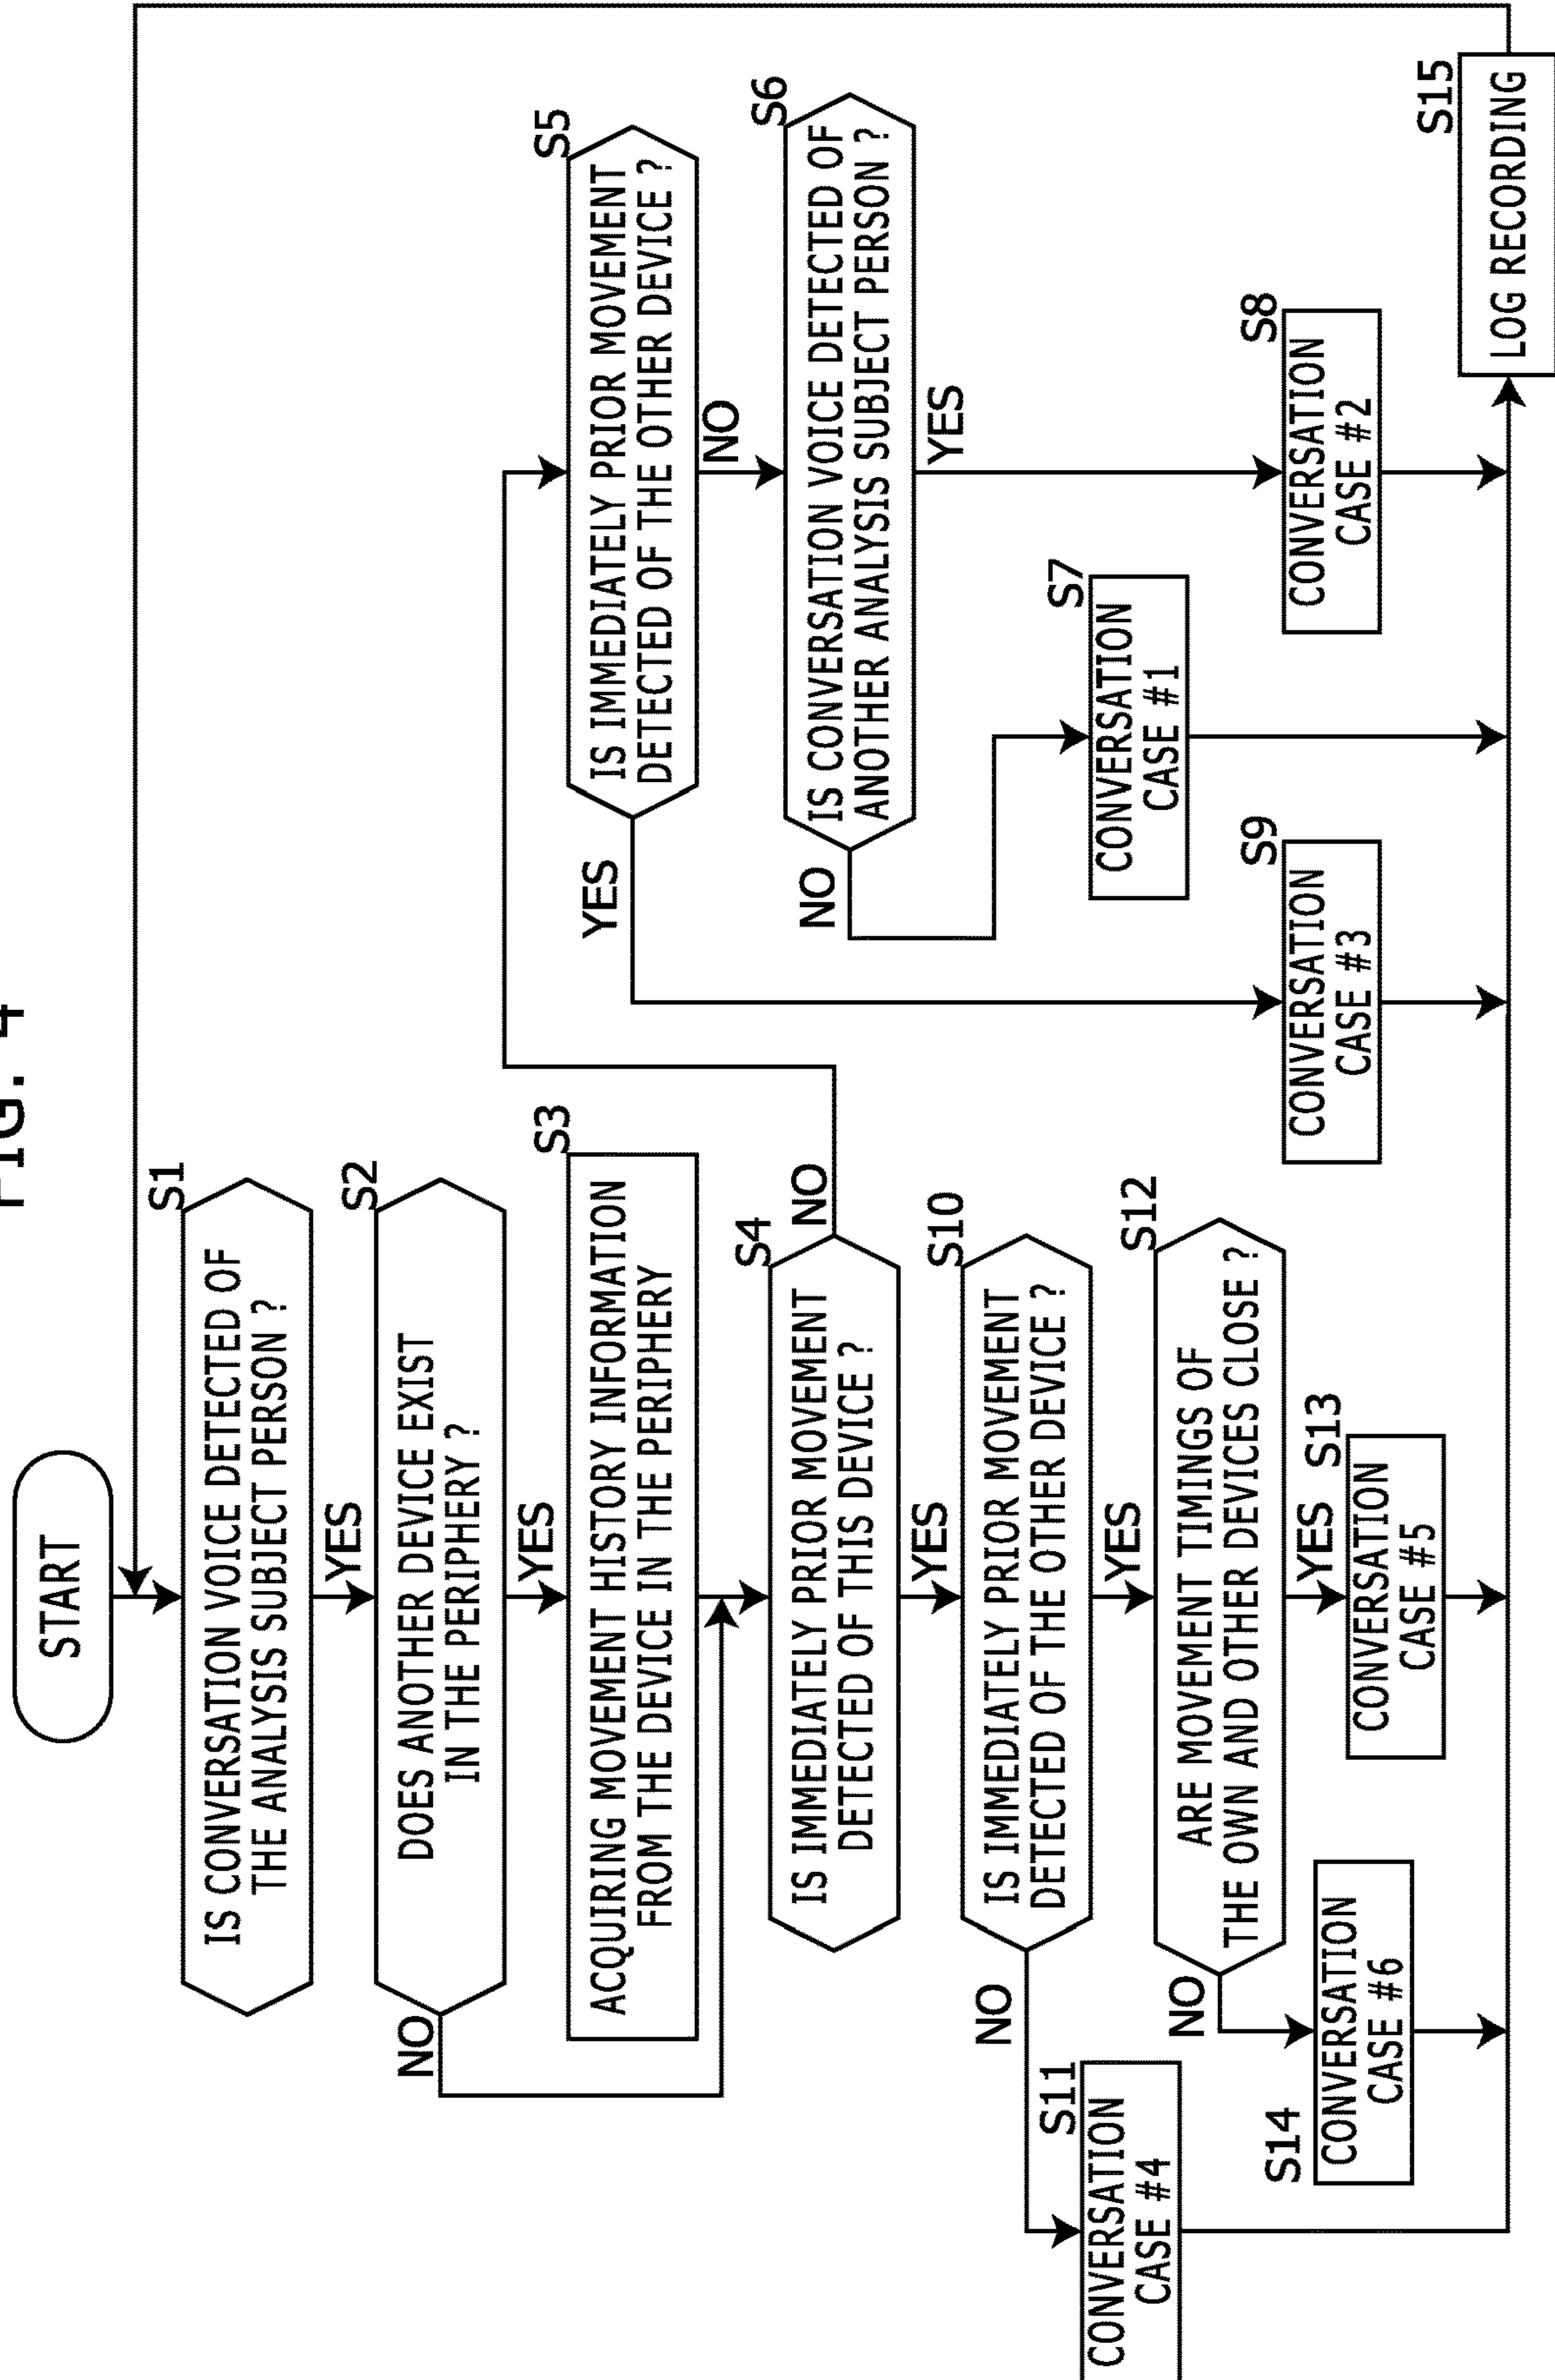 FIG. 4
START
S1
IS CONVERSATION VOICE DETECTED OF
THE ANALYSIS SUBJECT PERSON ?
YES
S2
DOES ANOTHER DEVICE EXIST
IN THE PERIPHERY ?
NO
YES
S3
ACQUIRING MOVEMENT HISTORY INFORMATION
FROM THE DEVICE IN THE PERIPHERY
S4
IS IMMEDIATELY PRIOR MOVEMENT
DETECTED OF THIS DEVICE ?
NO
YES
S5
IS IMMEDIATELY PRIOR MOVEMENT
DETECTED OF THE OTHER DEVICE ?
YES
NO
S6
IS CONVERSATION VOICE DETECTED OF
ANOTHER ANALYSIS SUBJECT PERSON ?
NO
YES
S7
CONVERSATION
CASE #1
S8
CONVERSATION
CASE #2
S9
CONVERSATION
CASE #3
S10
IS IMMEDIATELY PRIOR MOVEMENT
DETECTED OF THE OTHER DEVICE ?
NO
YES
S11
CONVERSATION
CASE #4
S12
ARE MOVEMENT TIMINGS OF
THE OWN AND OTHER DEVICES CLOSE ?
NO
YES
S13
CONVERSATION
CASE #5
S14
CONVERSATION
CASE #6
S15
LOG RECORDING